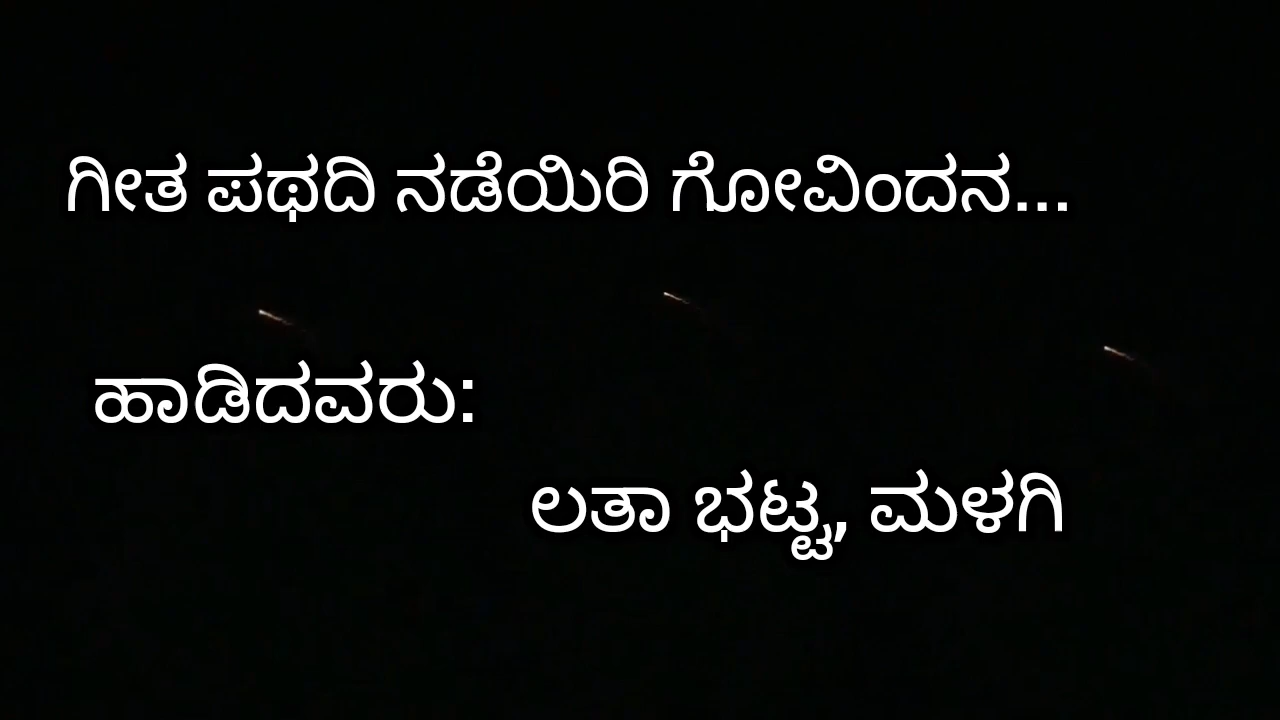 ಗೀತ ಪಥದಿ ನಡೆಯಿರಿ ಗೋವಿಂದನ...
ಹಾಡಿದವರು:
ಲತಾ ಭಟ್ಟ, ಮಳಗಿ